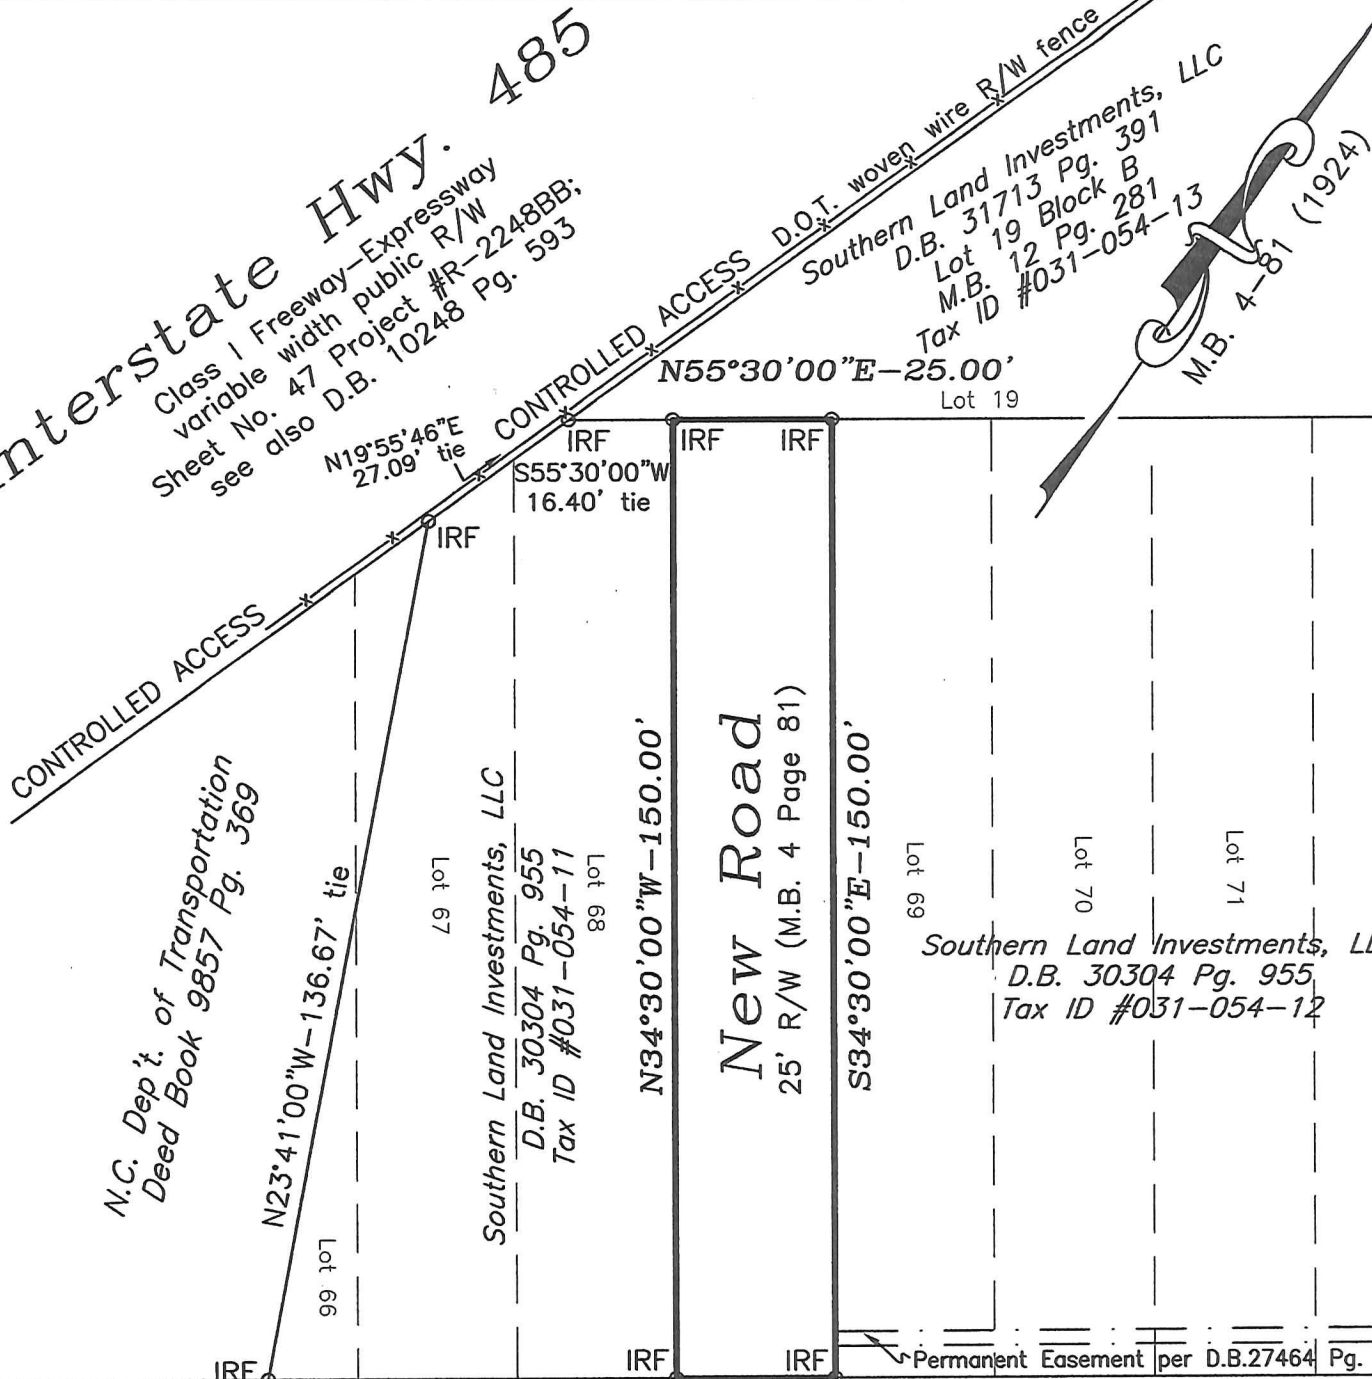 Interstate Hwy. 485
Class 1 Freeway-Expressway
variable width public R/W
Sheet No. 47 Project #R-2248BB;
see also D.B. 10248 Pg. 593
CONTROLLED ACCESS
D.O.T. woven wire R/W fence
Southern Land Investments, LLC
D.B. 31713 Pg. 391
Lot 19 Block B
M.B. 12 Pg. 281
Tax ID #031-054-13
M.B. 4-81 (1924)
N55°30'00"E-25.00'
Lot 19
N19°55'46"E
27.09' tie
IRF
IRF
IRF
S55°30'00"W
16.40' tie
IRF
CONTROLLED ACCESS
N.C. Dep't. of Transportation
Deed Book 9857 Pg. 369
N23°41'00"W-136.67' tie
Lot 66
Lot 67
Southern Land Investments, LLC
D.B. 30304 Pg. 955
Tax ID #031-054-11
Lot 68
N34°30'00"W-150.00'
New Road
25' R/W (M.B. 4 Page 81)
S34°30'00"E-150.00'
Lot 69
Lot 70
Lot 71
Southern Land Investments,
D.B. 30304 Pg. 955
Tax ID #031-054-12
IRF
IRF
IRF
Permanent Easement per D.B.27464 Pg.